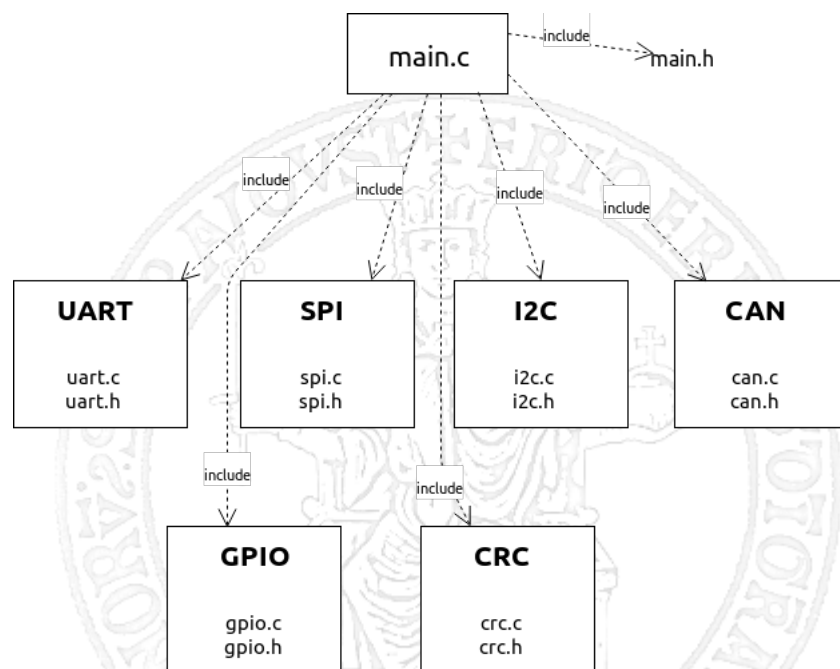 main.c
include
main.h
include
include
include
include
UART
uart.c
uart.h
SPI
spi.c
spi.h
I2C
i2c.c
i2c.h
CAN
can.c
can.h
include
include
GPIO
gpio.c
gpio.h
CRC
crc.c
crc.h